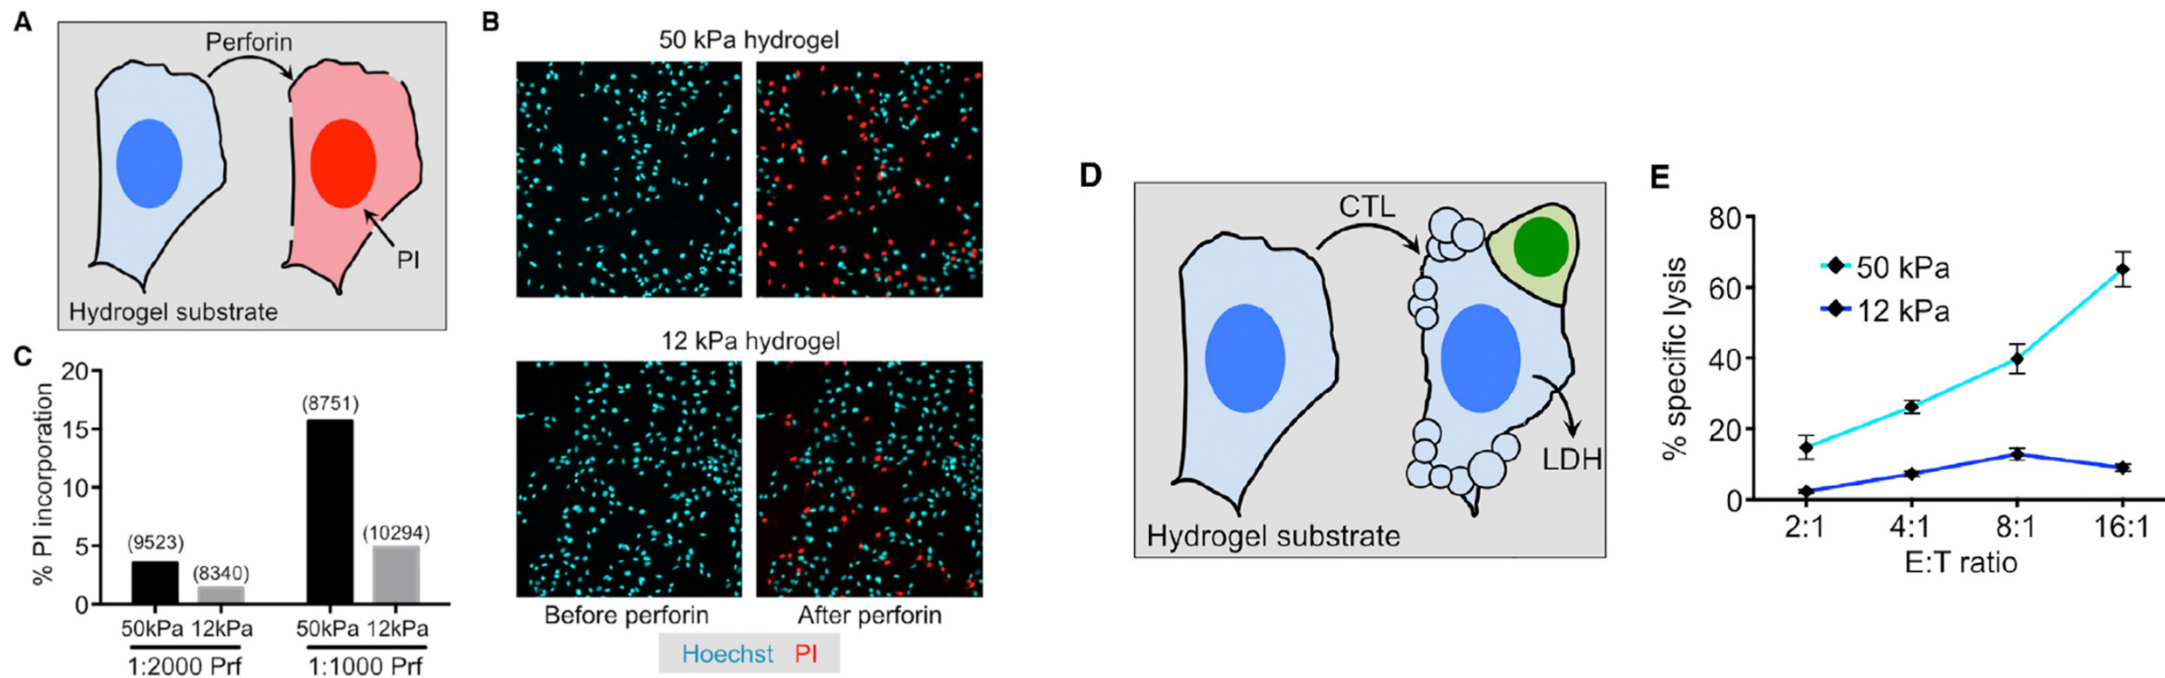 A
Perforin
PI
Hydrogel substrate
B
50 kPa hydrogel
12 kPa hydrogel
Before perforin
After perforin
Hoechst PI
C
% PI incorporation
20
15
10
5
0
(9523)
(8340)
(8751)
(10294)
50kPa 12kPa
50kPa 12kPa
1:2000 Prf
1:1000 Prf
D
CTL
LDH
Hydrogel substrate
E
% specific lysis
80
60
40
20
0
50 kPa
12 kPa
2:1
4:1
8:1
16:1
E:T ratio